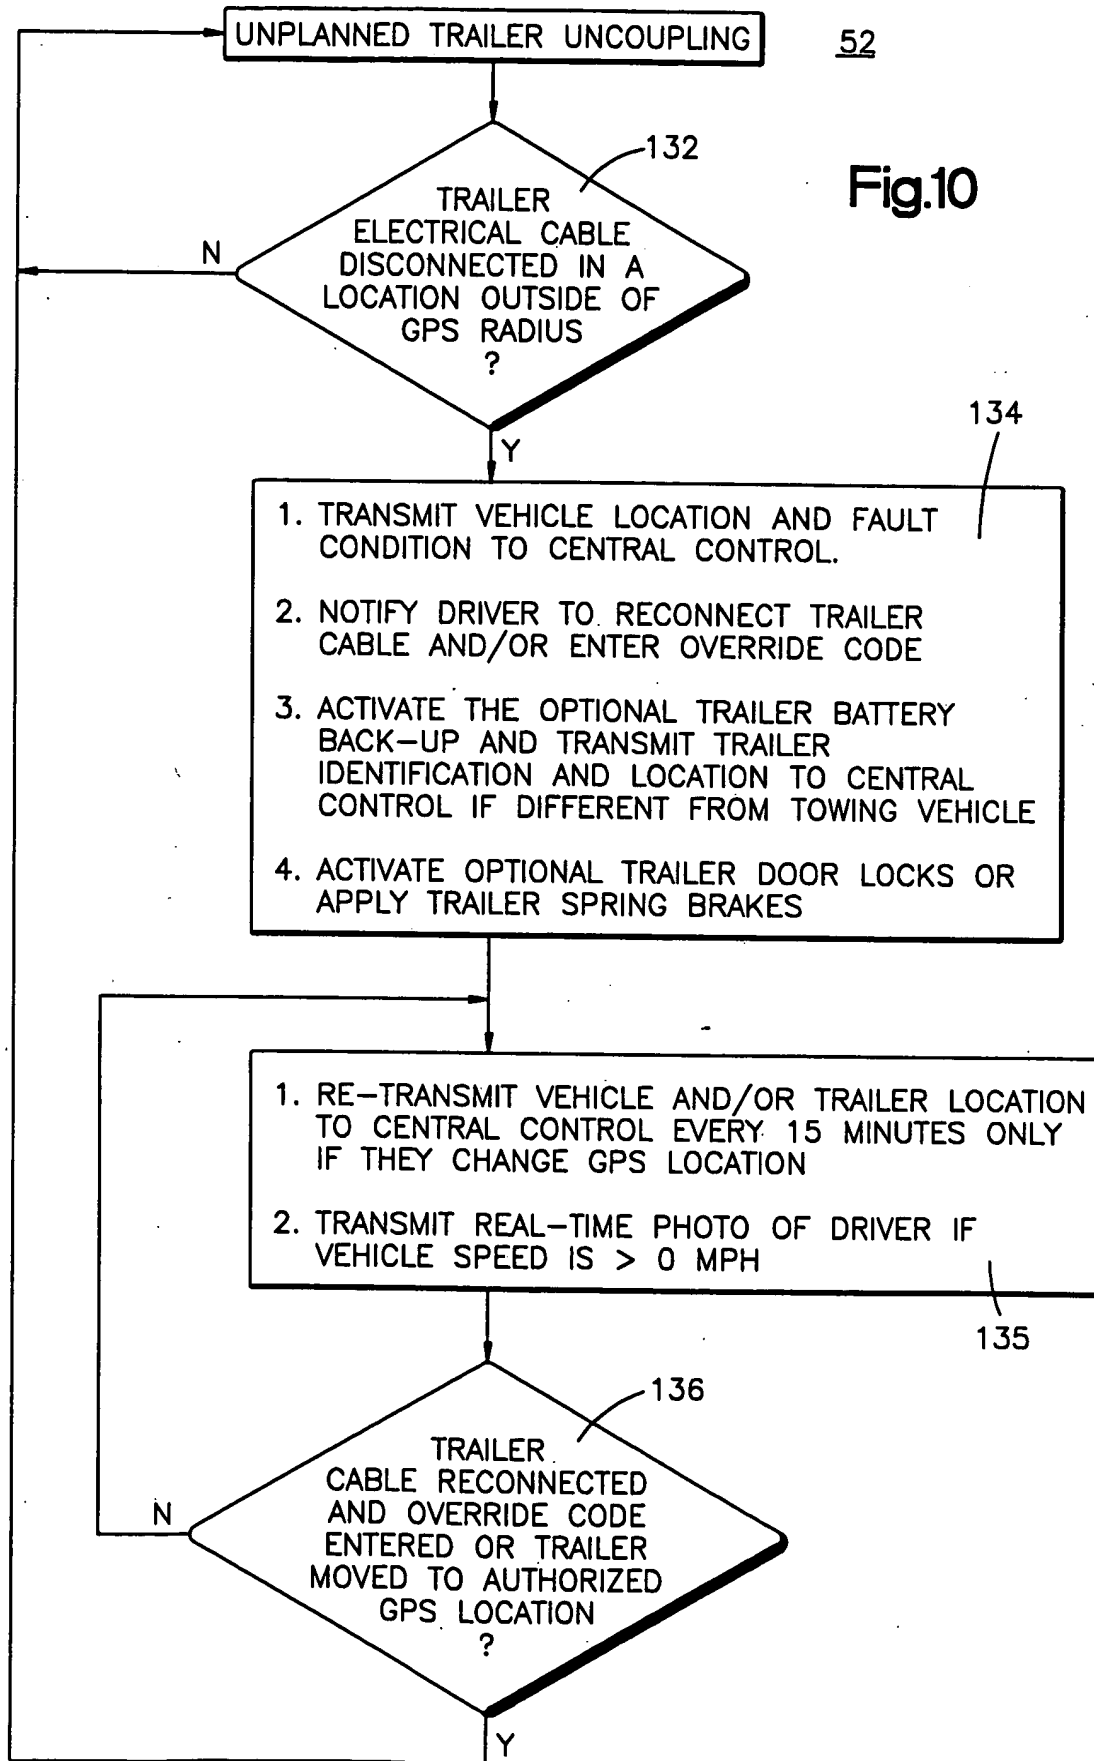 UNPLANNED TRAILER UNCOUPLING
52
132
Fig.10
TRAILER
ELECTRICAL CABLE
DISCONNECTED IN A
LOCATION OUTSIDE OF
GPS RADIUS
?
N
Y
134
1. TRANSMIT VEHICLE LOCATION AND FAULT
CONDITION TO CENTRAL CONTROL.
2. NOTIFY DRIVER TO RECONNECT TRAILER
CABLE AND/OR ENTER OVERRIDE CODE
3. ACTIVATE THE OPTIONAL TRAILER BATTERY
BACK-UP AND TRANSMIT TRAILER
IDENTIFICATION AND LOCATION TO CENTRAL
CONTROL IF DIFFERENT FROM TOWING VEHICLE
4. ACTIVATE OPTIONAL TRAILER DOOR LOCKS OR
APPLY TRAILER SPRING BRAKES
1. RE-TRANSMIT VEHICLE AND/OR TRAILER LOCATION
TO CENTRAL CONTROL EVERY 15 MINUTES ONLY
IF THEY CHANGE GPS LOCATION
2. TRANSMIT REAL-TIME PHOTO OF DRIVER IF
VEHICLE SPEED IS > 0 MPH
135
136
TRAILER
CABLE RECONNECTED
AND OVERRIDE CODE
ENTERED OR TRAILER
MOVED TO AUTHORIZED
GPS LOCATION
?
N
Y